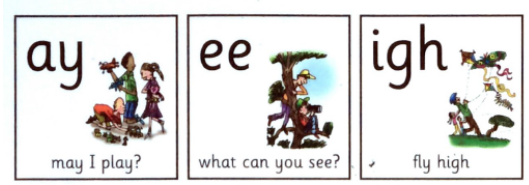 ay
ee
igh
may I play?
what can you see?
fly high